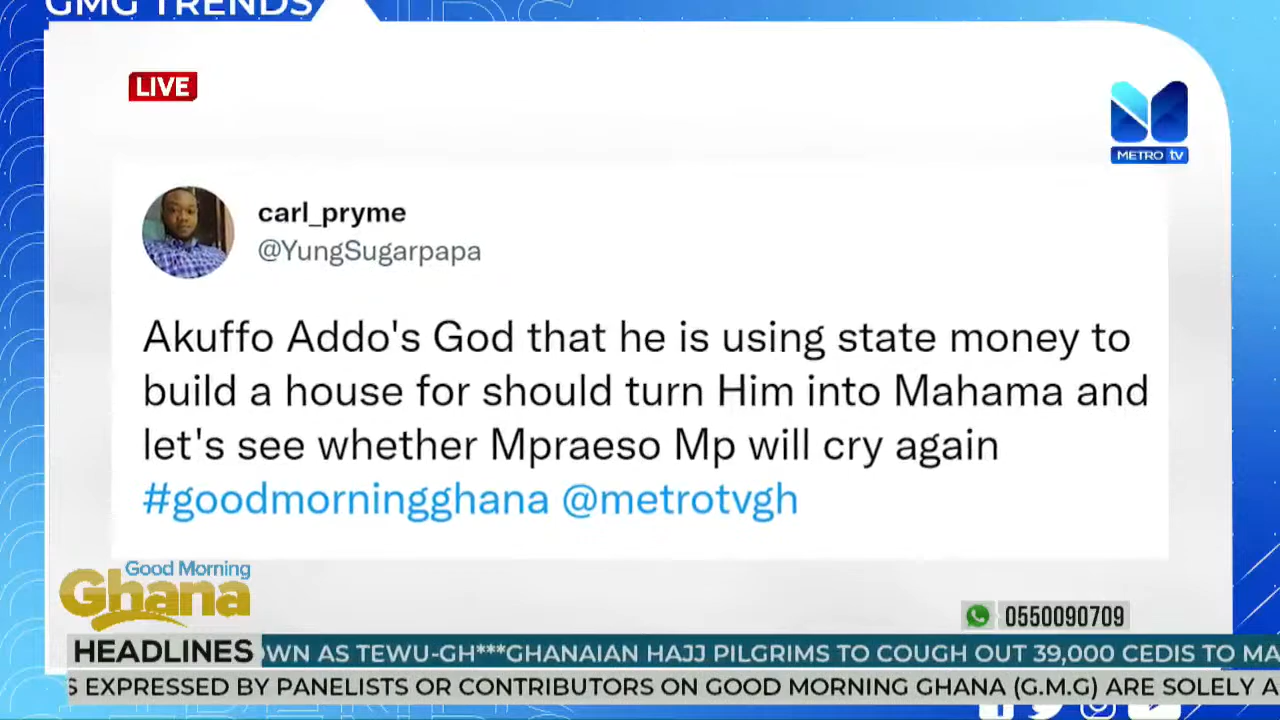 GMG TRENDS
LIVE
METRO tv
carl_pryme
@YungSugarpapa
Akuffo Addo's God that he is using state money to
build a house for should turn Him into Mahama and
let's see whether Mpraeso Mp will cry again
#goodmorningghana @metrotvgh
Good Morning
Ghana
0550090709
HEADLINES
OWN AS TEWU-GH***GHANAIAN HAJJ PILGRIMS TO COUGH OUT 39,000 CEDIS TO MA
S EXPRESSED BY PANELISTS OR CONTRIBUTORS ON GOOD MORNING GHANA (G.M.G) ARE SOLELY A